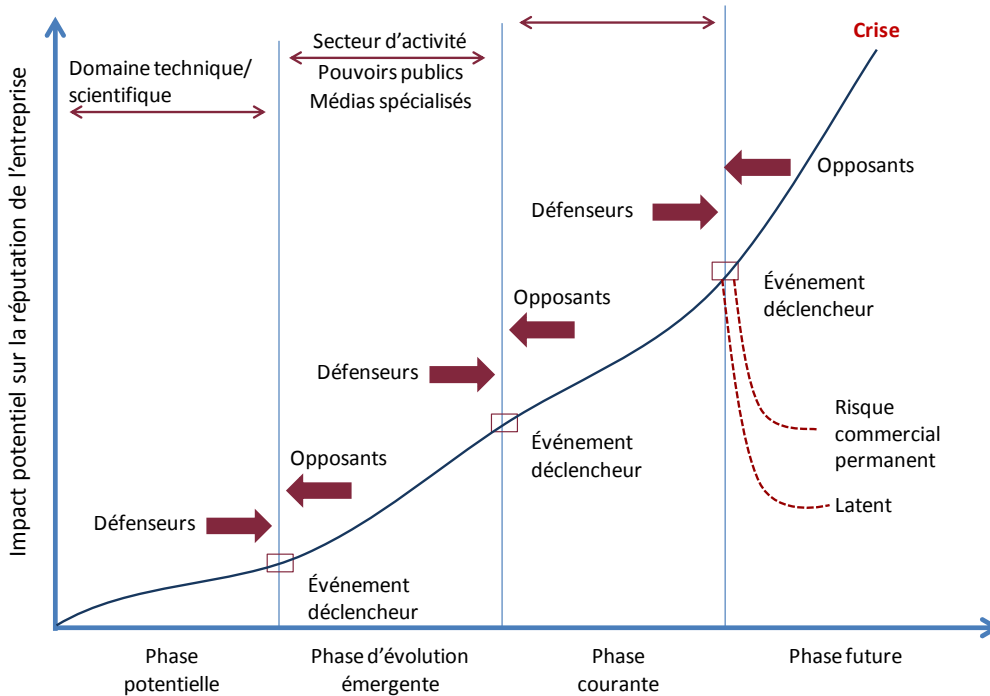 Impact potentiel sur la réputation de l'entreprise
Domaine technique/
scientifique
Secteur d'activité
Pouvoirs publics
Médias spécialisés
Crise
Opposants
Défenseurs
Événement
déclencheur
Opposants
Défenseurs
Événement
déclencheur
Risque
commercial
permanent
Latent
Opposants
Défenseurs
Événement
déclencheur
Phase
potentielle
Phase d'évolution
émergente
Phase
courante
Phase future